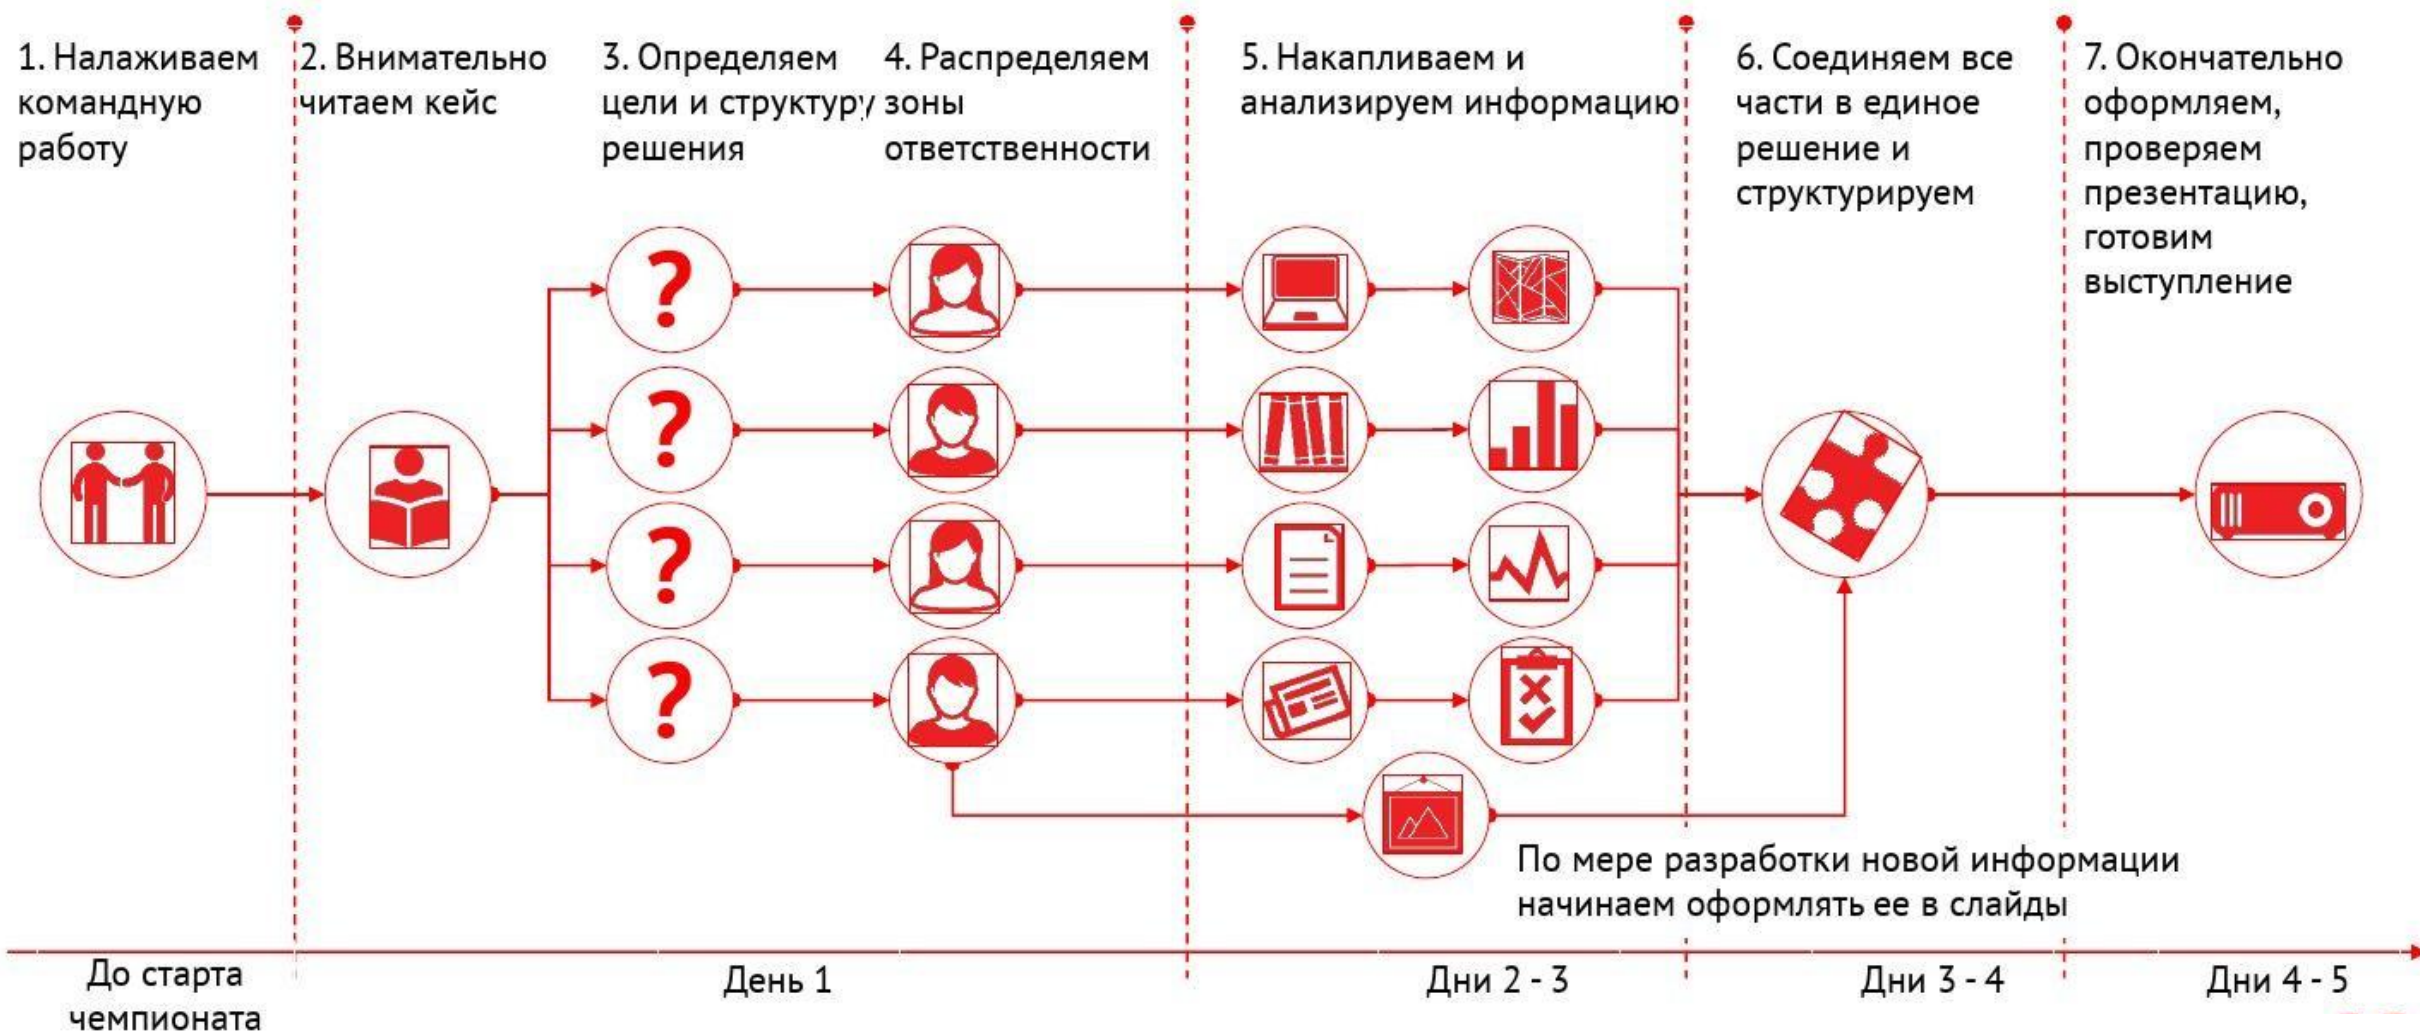 1. Налаживаем
командную
работу
2. Внимательно
читаем кейс
3. Определяем
цели и структуру
решения
4. Распределяем
зоны
ответственности
5. Накапливаем и
анализируем информацию
6. Соединяем все
части в единое
решение и
структурируем
7. Окончательно
оформляем,
проверяем
презентацию,
готовим
выступление
?
?
?
?
По мере разработки новой информации
начинаем оформлять ее в слайды
До старта
чемпионата
День 1
Дни 2 - 3
Дни 3 - 4
Дни 4 - 5